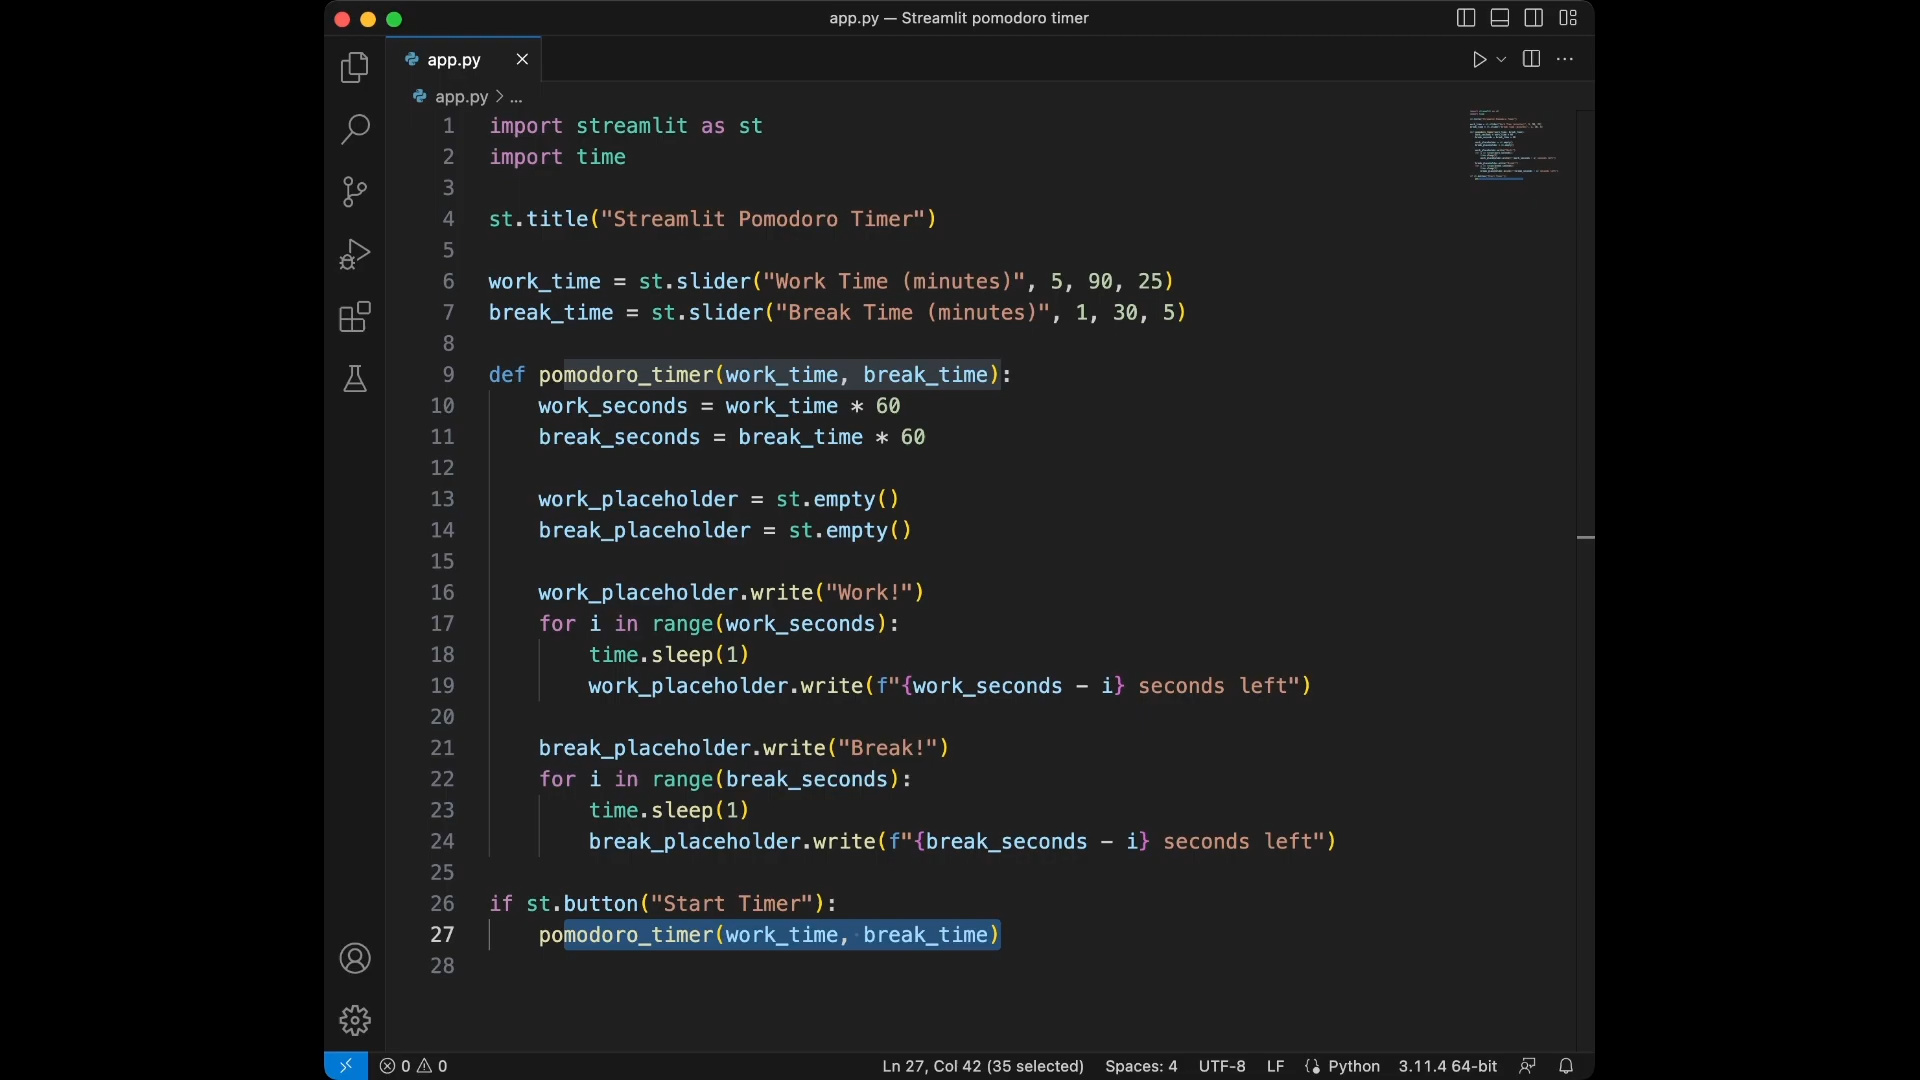 app.py — Streamlit pomodoro timer
app.py
app.py > ...
1 import streamlit as st
2 import time
3
4 st.title("Streamlit Pomodoro Timer")
5
6 work_time = st.slider("Work Time (minutes)", 5, 90, 25)
7 break_time = st.slider("Break Time (minutes)", 1, 30, 5)
8
9 def pomodoro_timer(work_time, break_time):
10     work_seconds = work_time * 60
11     break_seconds = break_time * 60
12
13     work_placeholder = st.empty()
14     break_placeholder = st.empty()
15
16     work_placeholder.write("Work!")
17     for i in range(work_seconds):
18         time.sleep(1)
19         work_placeholder.write(f"{work_seconds - i} seconds left")
20
21     break_placeholder.write("Break!")
22     for i in range(break_seconds):
23         time.sleep(1)
24         break_placeholder.write(f"{break_seconds - i} seconds left")
25
26 if st.button("Start Timer"):
27     pomodoro_timer(work_time, break_time)
28
0 0 Ln 27, Col 42 (35 selected) Spaces: 4 UTF-8 LF Python 3.11.4 64-bit